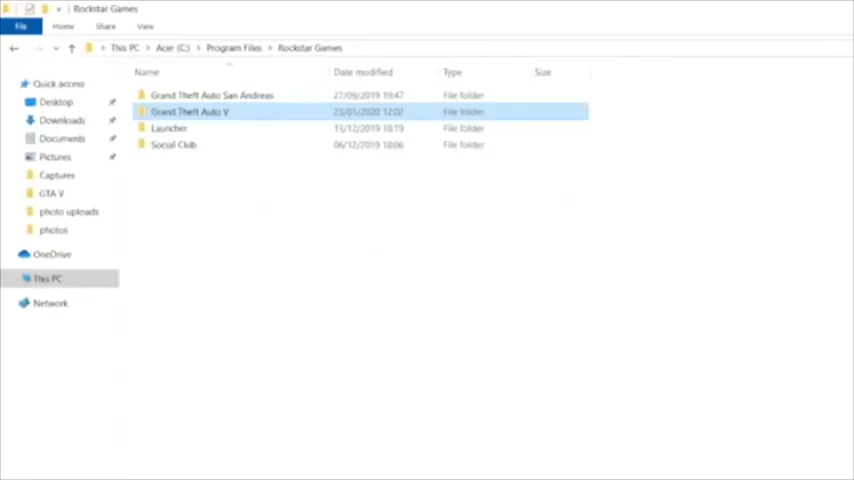 Rockstar Games
File Home Share View
This PC > Acer (C:) > Program Files > Rockstar Games
Name Date modified Type Size
Quick access
Desktop
Downloads
Documents
Pictures
Captures
GTA V
photo uploads
photos
OneDrive
This PC
Network
Grand Theft Auto San Andreas 27/09/2019 19:47 File folder
Grand Theft Auto V 23/01/2020 12:02 File folder
Launcher 13/12/2019 18:19 File folder
Social Club 06/12/2019 18:06 File folder